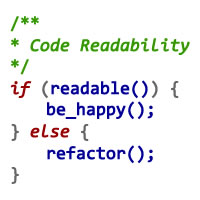 /**
* Code Readability
*/
if (readable()) {
    be_happy();
} else {
    refactor();
}